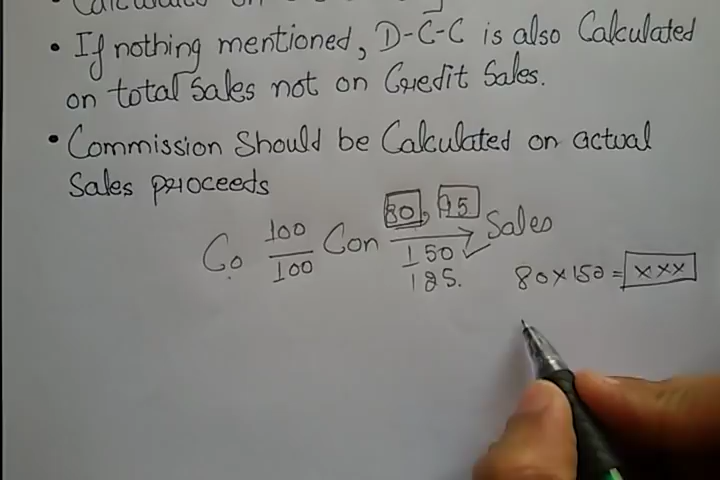 • If nothing mentioned, D-C-C is also Calculated
on total sales not on Credit Sales.
• Commission Should be Calculated on actual
Sales proceeds
Co 100/100 Con 80, 95 Sales
150 ✓
125.
80 × 150 = xxx